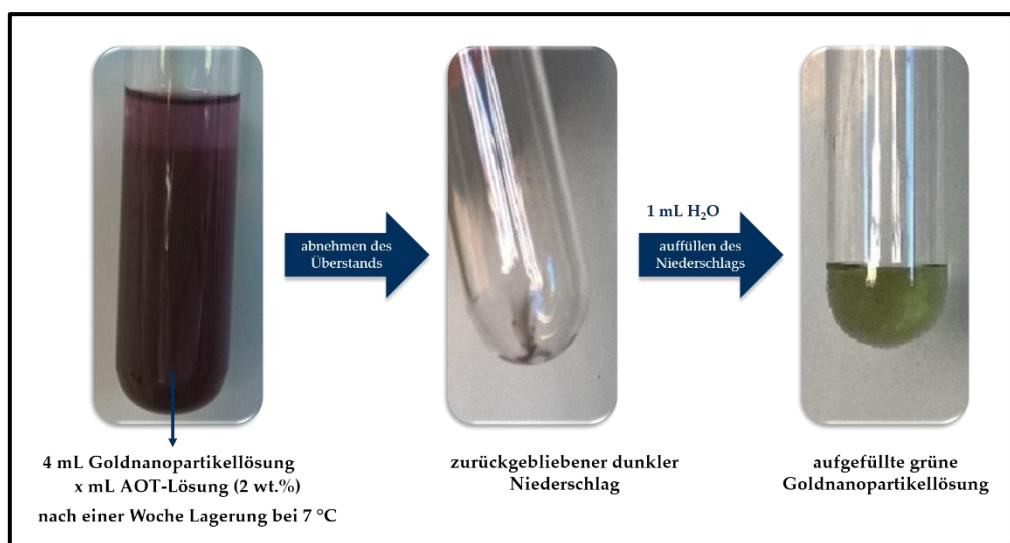 abnehmen des
Überstands
1 mL H₂O
auffüllen des
Niederschlags
4 mL Goldnanopartikellösung
x mL AOT-Lösung (2 wt.%)
nach einer Woche Lagerung bei 7 °C
zurückgebliebener dunkler
Niederschlag
aufgefüllte grüne
Goldnanopartikellösung